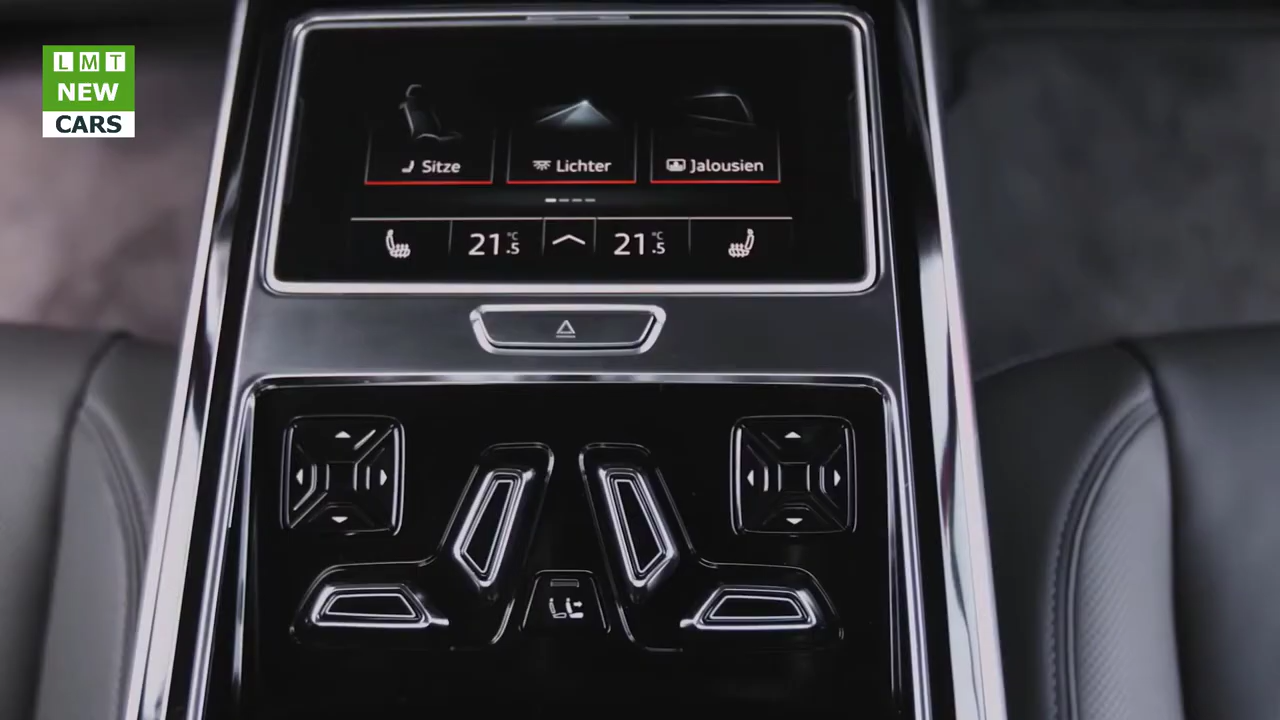 LMT
NEW
CARS
Sitze
Lichter
Jalousien
21.5 °C
21.5 °C